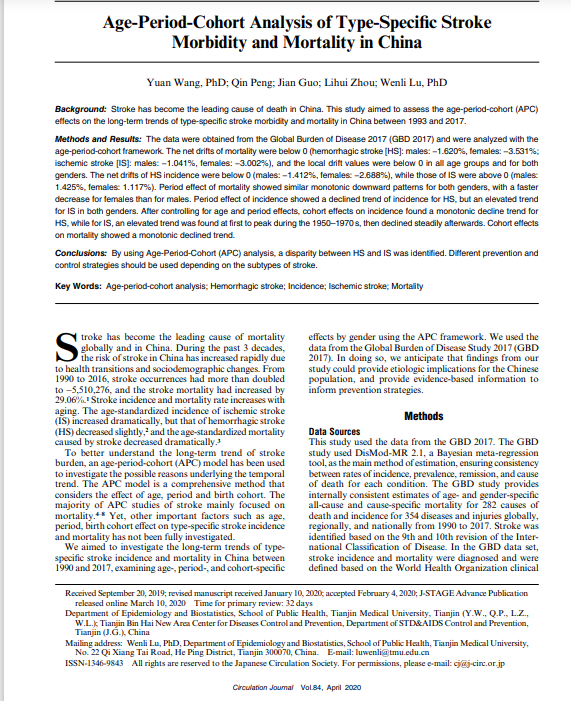 Age-Period-Cohort Analysis of Type-Specific Stroke
Morbidity and Mortality in China
Yuan Wang, PhD; Qin Peng; Jian Guo; Lihui Zhou; Wenli Lu, PhD
Background: Stroke has become the leading cause of death in China. This study aimed to assess the age-period-cohort (APC)
effects on the long-term trends of type-specific stroke morbidity and mortality in China between 1993 and 2017.
Methods and Results: The data were obtained from the Global Burden of Disease 2017 (GBD 2017) and were analyzed with the
age-period-cohort framework. The net drifts of mortality were below 0 (hemorrhagic stroke [HS]: males: −1.620%, females: −3.531%;
ischemic stroke [IS]: males: −1.041%, females: −3.002%), and the local drift values were below 0 in all age groups and for both
genders. The net drifts of HS incidence were below 0 (males: −1.412%, females: −2.688%), while those of IS were above 0 (males:
1.425%, females: 1.117%). Period effect of mortality showed similar monotonic downward patterns for both genders, with a faster
decrease for females than for males. Period effect of incidence showed a declined trend of incidence for HS, but an elevated trend
for IS in both genders. After controlling for age and period effects, cohort effects on incidence found a monotonic decline trend for
HS, while for IS, an elevated trend was found at first to peak during the 1950–1970s, then declined steadily afterwards. Cohort effects
on mortality showed a monotonic declined trend.
Conclusions: By using Age-Period-Cohort (APC) analysis, a disparity between HS and IS was identified. Different prevention and
control strategies should be used depending on the subtypes of stroke.
Key Words: Age-period-cohort analysis; Hemorrhagic stroke; Incidence; Ischemic stroke; Mortality
Stroke has become the leading cause of mortality
globally and in China. During the past 3 decades,
the risk of stroke in China has increased rapidly due
to health transitions and sociodemographic changes. From
1990 to 2016, stroke occurrences had more than doubled
to ~5,510,276, and the stroke mortality had increased by
29.06%.¹ Stroke incidence and mortality rate increases with
aging. The age-standardized incidence of ischemic stroke
(IS) increased dramatically, but that of hemorrhagic stroke
(HS) decreased slightly,² and the age-standardized mortality
caused by stroke decreased dramatically.³
To better understand the long-term trend of stroke
burden, an age-period-cohort (APC) model has been used
to investigate the possible reasons underlying the temporal
trend. The APC model is a comprehensive method that
considers the effect of age, period and birth cohort. The
majority of APC studies of stroke mainly focused on
mortality.⁴⁻⁸ Yet, other important factors such as age,
period, birth cohort effect on type-specific stroke incidence
and mortality has not been fully investigated.
We aimed to investigate the long-term trends of type-
specific stroke incidence and mortality in China between
1990 and 2017, examining age-, period-, and cohort-specific
effects by gender using the APC framework. We used the
data from the Global Burden of Disease Study 2017 (GBD
2017). In doing so, we anticipate that findings from our
study could provide etiologic implications for the Chinese
population, and provide evidence-based information to
inform prevention strategies.
Methods
Data Sources
This study used the data from the GBD 2017. The GBD
study used DisMod-MR 2.1, a Bayesian meta-regression
tool, as the main method of estimation, ensuring consistency
between rates of incidence, prevalence, remission, and cause
of death for each condition. The GBD study provides
internally consistent estimates of age- and gender-specific
all-cause and cause-specific mortality for 282 causes of
death and incidence for 354 diseases and injuries globally,
regionally, and nationally from 1990 to 2017. Stroke was
identified based on the 9th and 10th revision of the Inter-
national Classification of Disease. In the GBD data set,
stroke incidence and mortality were diagnosed and were
defined based on the World Health Organization clinical
Received September 20, 2019; revised manuscript received January 10, 2020; accepted February 4, 2020; J-STAGE Advance Publication
released online March 10, 2020 Time for primary review: 32 days
Department of Epidemiology and Biostatistics, School of Public Health, Tianjin Medical University, Tianjin (Y.W., Q.P., L.Z.,
W.L.); Tianjin Bin Hai New Area Center for Diseases Control and Prevention, Department of STD&AIDS Control and Prevention,
Tianjin (J.G.), China
Mailing address: Wenli Lu, PhD, Department of Epidemiology and Biostatistics, School of Public Health, Tianjin Medical University,
No. 22 Qi Xiang Tai Road, He Ping District, Tianjin 300070, China. E-mail: luwenli@tmu.edu.cn
ISSN-1346-9843 All rights are reserved to the Japanese Circulation Society. For permissions, please e-mail: cj@j-circ.or.jp
Circulation Journal Vol.84, April 2020